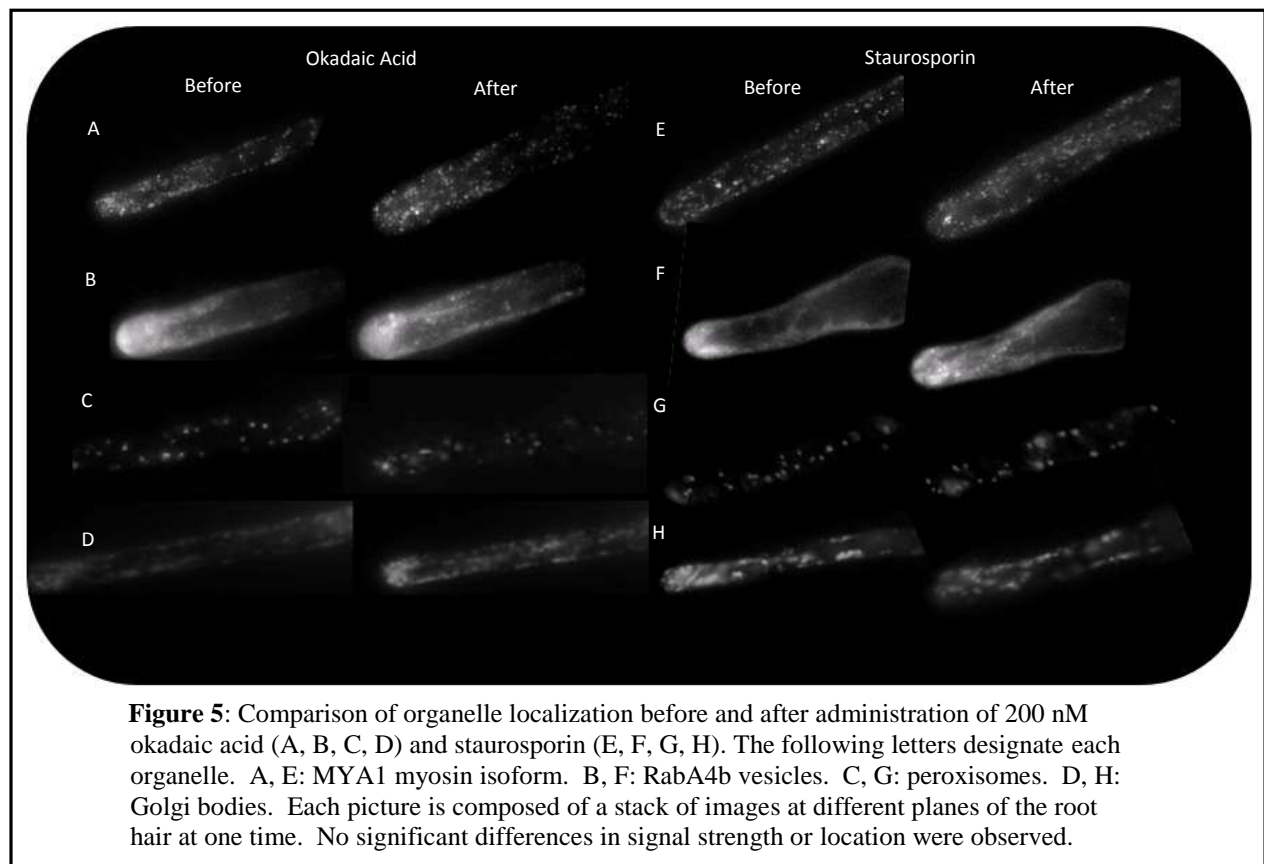 Okadaic Acid
Staurosporin
Before
After
Before
After
A
E
B
F
C
G
D
H
Figure 5: Comparison of organelle localization before and after administration of 200 nM
okadaic acid (A, B, C, D) and staurosporin (E, F, G, H). The following letters designate each
organelle. A, E: MYA1 myosin isoform. B, F: RabA4b vesicles. C, G: peroxisomes. D, H:
Golgi bodies. Each picture is composed of a stack of images at different planes of the root
hair at one time. No significant differences in signal strength or location were observed.